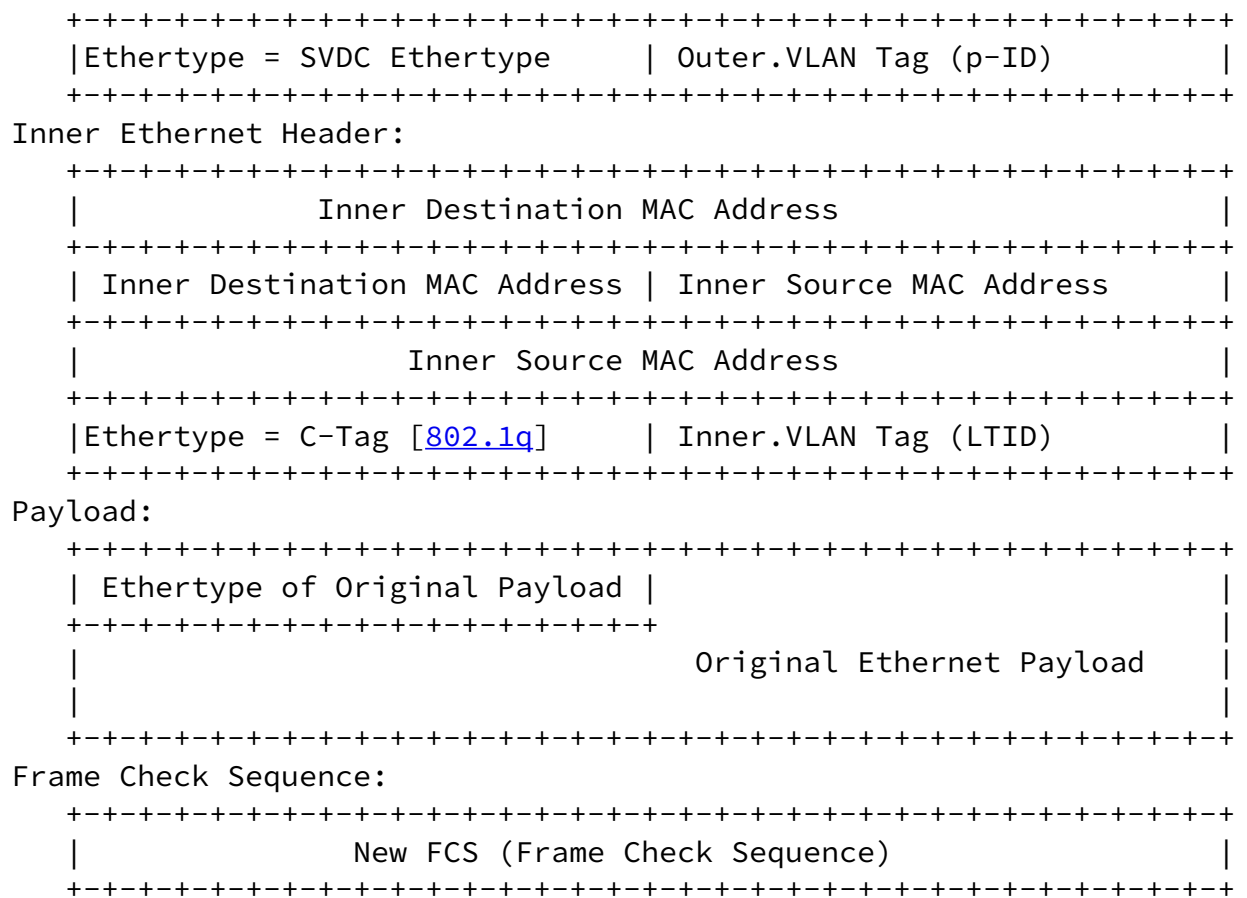 +-+-+-+-+-+-+-+-+-+-+-+-+-+-+-+-+-+-+-+-+-+-+-+-+-+-+-+-+-+-+-+-+
|Ethertype = SVDC Ethertype     | Outer.VLAN Tag (p-ID)         |
+-+-+-+-+-+-+-+-+-+-+-+-+-+-+-+-+-+-+-+-+-+-+-+-+-+-+-+-+-+-+-+-+
Inner Ethernet Header:
+-+-+-+-+-+-+-+-+-+-+-+-+-+-+-+-+-+-+-+-+-+-+-+-+-+-+-+-+-+-+-+-+
|             Inner Destination MAC Address                     |
+-+-+-+-+-+-+-+-+-+-+-+-+-+-+-+-+-+-+-+-+-+-+-+-+-+-+-+-+-+-+-+-+
| Inner Destination MAC Address | Inner Source MAC Address      |
+-+-+-+-+-+-+-+-+-+-+-+-+-+-+-+-+-+-+-+-+-+-+-+-+-+-+-+-+-+-+-+-+
|                  Inner Source MAC Address                     |
+-+-+-+-+-+-+-+-+-+-+-+-+-+-+-+-+-+-+-+-+-+-+-+-+-+-+-+-+-+-+-+-+
|Ethertype = C-Tag [802.1q]     | Inner.VLAN Tag (LTID)         |
+-+-+-+-+-+-+-+-+-+-+-+-+-+-+-+-+-+-+-+-+-+-+-+-+-+-+-+-+-+-+-+-+
Payload:
+-+-+-+-+-+-+-+-+-+-+-+-+-+-+-+-+-+-+-+-+-+-+-+-+-+-+-+-+-+-+-+-+
| Ethertype of Original Payload |                               |
+-+-+-+-+-+-+-+-+-+-+-+-+-+-+-+-+                               |
|                                  Original Ethernet Payload    |
|                                                               |
+-+-+-+-+-+-+-+-+-+-+-+-+-+-+-+-+-+-+-+-+-+-+-+-+-+-+-+-+-+-+-+-+
Frame Check Sequence:
+-+-+-+-+-+-+-+-+-+-+-+-+-+-+-+-+-+-+-+-+-+-+-+-+-+-+-+-+-+-+-+-+
|               New FCS (Frame Check Sequence)                  |
+-+-+-+-+-+-+-+-+-+-+-+-+-+-+-+-+-+-+-+-+-+-+-+-+-+-+-+-+-+-+-+-+